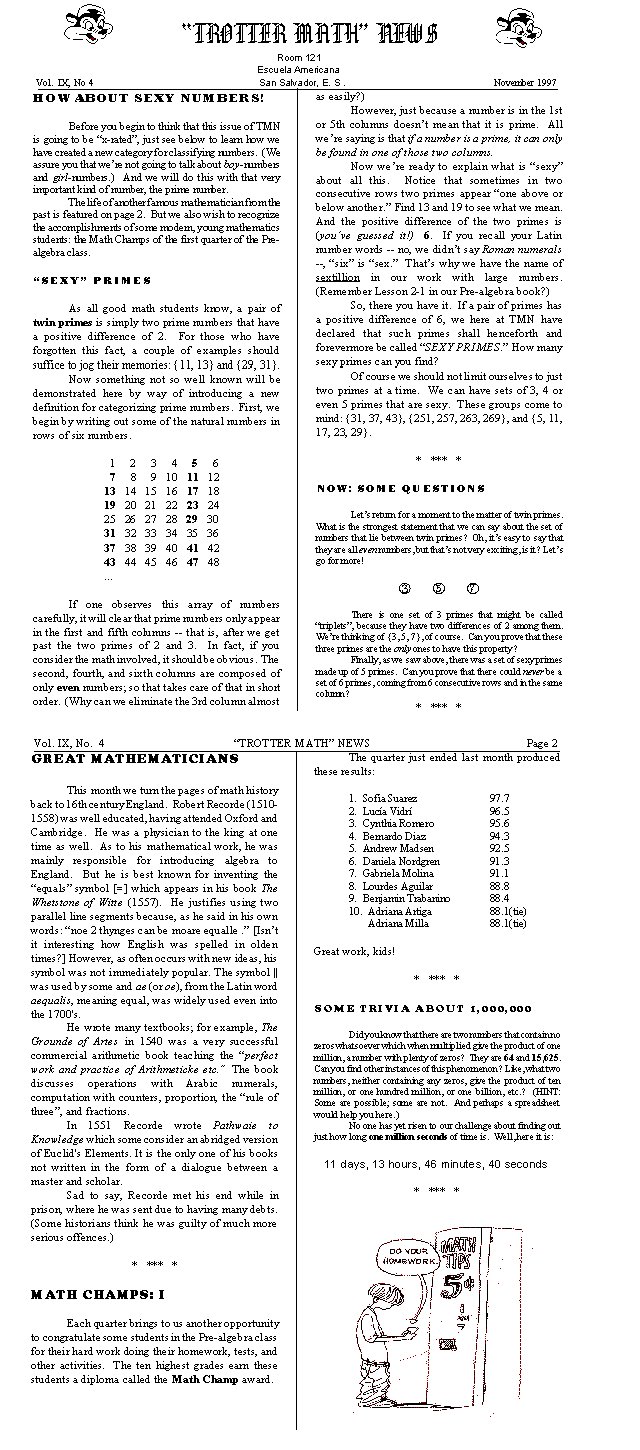 “TROTTER MATH” NEWS
Room 121
Escuela Americana
San Salvador, E. S .
Vol. IX, No 4
November 1997
HOW ABOUT SEXY NUMBERS!
Before you begin to think that this issue of TMN
is going to be “x-rated”, just see below to learn how we
have created a new category for classifying numbers. (We
assure you that we’re not going to talk about boy-numbers
and girl-numbers.) And we will do this with that very
important kind of number, the prime number.
The life of another famous mathematician from the
past is featured on page 2. But we also wish to recognize
the accomplishments of some modern, young mathematics
students: the Math Champs of the first quarter of the Pre-
algebra class.
“SEXY” PRIMES
As all good math students know, a pair of
twin primes is simply two prime numbers that have
a positive difference of 2. For those who have
forgotten this fact, a couple of examples should
suffice to jog their memories: {11, 13} and {29, 31}.
Now something not so well known will be
demonstrated here by way of introducing a new
definition for categorizing prime numbers. First, we
begin by writing out some of the natural numbers in
rows of six numbers.
1 2 3 4 5 6
7 8 9 10 11 12
13 14 15 16 17 18
19 20 21 22 23 24
25 26 27 28 29 30
31 32 33 34 35 36
37 38 39 40 41 42
43 44 45 46 47 48
...
If one observes this array of numbers
carefully, it will clear that prime numbers only appear
in the first and fifth columns -- that is, after we get
past the two primes of 2 and 3. In fact, if you
consider the math involved, it should be obvious. The
second, fourth, and sixth columns are composed of
only even numbers; so that takes care of that in short
order. (Why can we eliminate the 3rd column almost
as easily?)
However, just because a number is in the 1st
or 5th columns doesn’t mean that it is prime. All
we’re saying is that if a number is a prime, it can only
be found in one of those two columns.
Now we’re ready to explain what is “sexy”
about all this. Notice that sometimes in two
consecutive rows two primes appear “one above or
below another.” Find 13 and 19 to see what we mean.
And the positive difference of the two primes is
(you’ve guessed it!) 6. If you recall your Latin
number words -- no, we didn’t say Roman numerals
--, “six” is “sex.” That’s why we have the name of
sextillion in our work with large numbers.
(Remember Lesson 2-1 in our Pre-algebra book?)
So, there you have it. If a pair of primes has
a positive difference of 6, we here at TMN have
declared that such primes shall henceforth and
forevermore be called “SEXY PRIMES.” How many
sexy primes can you find?
Of course we should not limit ourselves to just
two primes at a time. We can have sets of 3, 4 or
even 5 primes that are sexy. These groups come to
mind: {31, 37, 43}, {251, 257, 263, 269}, and {5, 11,
17, 23, 29}.
* *** *
NOW: SOME QUESTIONS
Let’s return for a moment to the matter of twin primes.
What is the strongest statement that we can say about the set of
numbers that lie between twin primes? Oh, it’s easy to say that
they are all even numbers, but that’s not very exciting, is it? Let’s
go for more!
3 5 7
There is one set of 3 primes that might be called
“triplets”, because they have two differences of 2 among them.
We’re thinking of {3, 5, 7}, of course. Can you prove that these
three primes are the only ones to have this property?
Finally, as we saw above, there was a set of sexy primes
made up of 5 primes. Can you prove that there could never be a
set of 6 primes, coming from 6 consecutive rows and in the same
column?
* *** *
Vol. IX, No. 4
“TROTTER MATH” NEWS
Page 2
GREAT MATHEMATICIANS
This month we turn the pages of math history
back to 16th century England. Robert Recorde (1510-
1558) was well educated, having attended Oxford and
Cambridge. He was a physician to the king at one
time as well. As to his mathematical work, he was
mainly responsible for introducing algebra to
England. But he is best known for inventing the
“equals” symbol [=] which appears in his book The
Whetstone of Witte (1557). He justifies using two
parallel line segments because, as he said in his own
words: “noe 2 thynges can be moare equalle .” [Isn’t
it interesting how English was spelled in olden
times?] However, as often occurs with new ideas, his
symbol was not immediately popular. The symbol ||
was used by some and ae (or oe), from the Latin word
aequalis, meaning equal, was widely used even into
the 1700's.
He wrote many textbooks; for example, The
Grounde of Artes in 1540 was a very successful
commercial arithmetic book teaching the “perfect
work and practice of Arithmeticke etc.” The book
discusses operations with Arabic numerals,
computation with counters, proportion, the “rule of
three”, and fractions.
In 1551 Recorde wrote Pathwaie to
Knowledge which some consider an abridged version
of Euclid's Elements. It is the only one of his books
not written in the form of a dialogue between a
master and scholar.
Sad to say, Recorde met his end while in
prison, where he was sent due to having many debts.
(Some historians think he was guilty of much more
serious offences.)
* *** *
MATH CHAMPS: I
Each quarter brings to us another opportunity
to congratulate some students in the Pre-algebra class
for their hard work doing their homework, tests, and
other activities. The ten highest grades earn these
students a diploma called the Math Champ award.
The quarter just ended last month produced
these results:
1. Sofia Suarez 97.7
2. Lucía Vidrí 96.5
3. Cynthia Romero 95.6
4. Bernardo Diaz 94.3
5. Andrew Madsen 92.5
6. Daniela Nordgren 91.3
7. Gabriela Molina 91.1
8. Lourdes Aguilar 88.8
9. Benjamin Trabanino 88.4
10. Adriana Artiga 88.1(tie)
Adriana Milla 88.1(tie)
Great work, kids!
* *** *
SOME TRIVIA ABOUT 1,000,000
Did you know that there are two numbers that contain no
zeros whatsoever which when multiplied give the product of one
million, a number with plenty of zeros? They are 64 and 15,625.
Can you find other instances of this phenomenon? Like, what two
numbers, neither containing any zeros, give the product of ten
million, or one hundred million, or one billion, etc.? (HINT:
Some are possible; some are not. And perhaps a spreadsheet
would help you here.)
No one has yet risen to our challenge about finding out
just how long one million seconds of time is. Well, here it is:
11 days, 13 hours, 46 minutes, 40 seconds
* *** *
DO YOUR
HOMEWORK.
MATH
TIPS
5¢